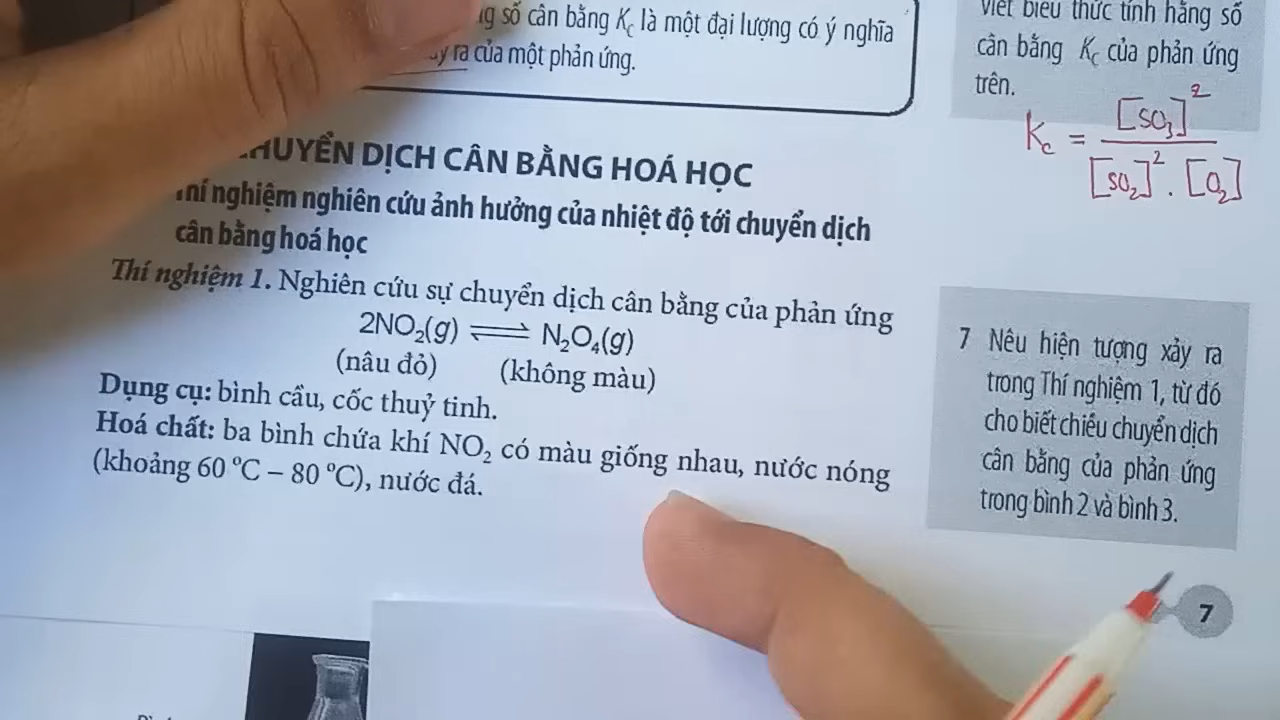 số cân bằng Kc là một đại lượng có ý nghĩa
ra của một phản ứng.
CHUYỂN DỊCH CÂN BẰNG HOÁ HỌC
Thí nghiệm nghiên cứu ảnh hưởng của nhiệt độ tới chuyển dịch
cân bằng hoá học
Thí nghiệm 1. Nghiên cứu sự chuyển dịch cân bằng của phản ứng
2NO₂(g) ⇌ N₂O₄(g)
(nâu đỏ) (không màu)
Dụng cụ: bình cầu, cốc thuỷ tinh.
Hoá chất: ba bình chứa khí NO₂ có màu giống nhau, nước nóng
(khoảng 60 °C – 80 °C), nước đá.
viết biểu thức tính hằng số
cân bằng Kc của phản ứng
trên.
Kc = [SO₃]² / [SO₂]² . [O₂]
7 Nêu hiện tượng xảy ra
trong Thí nghiệm 1, từ đó
cho biết chiều chuyển dịch
cân bằng của phản ứng
trong bình 2 và bình 3.
7